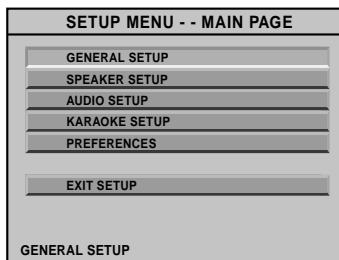 SETUP MENU - - MAIN PAGE
GENERAL SETUP
SPEAKER SETUP
AUDIO SETUP
KARAOKE SETUP
PREFERENCES
EXIT SETUP
GENERAL SETUP